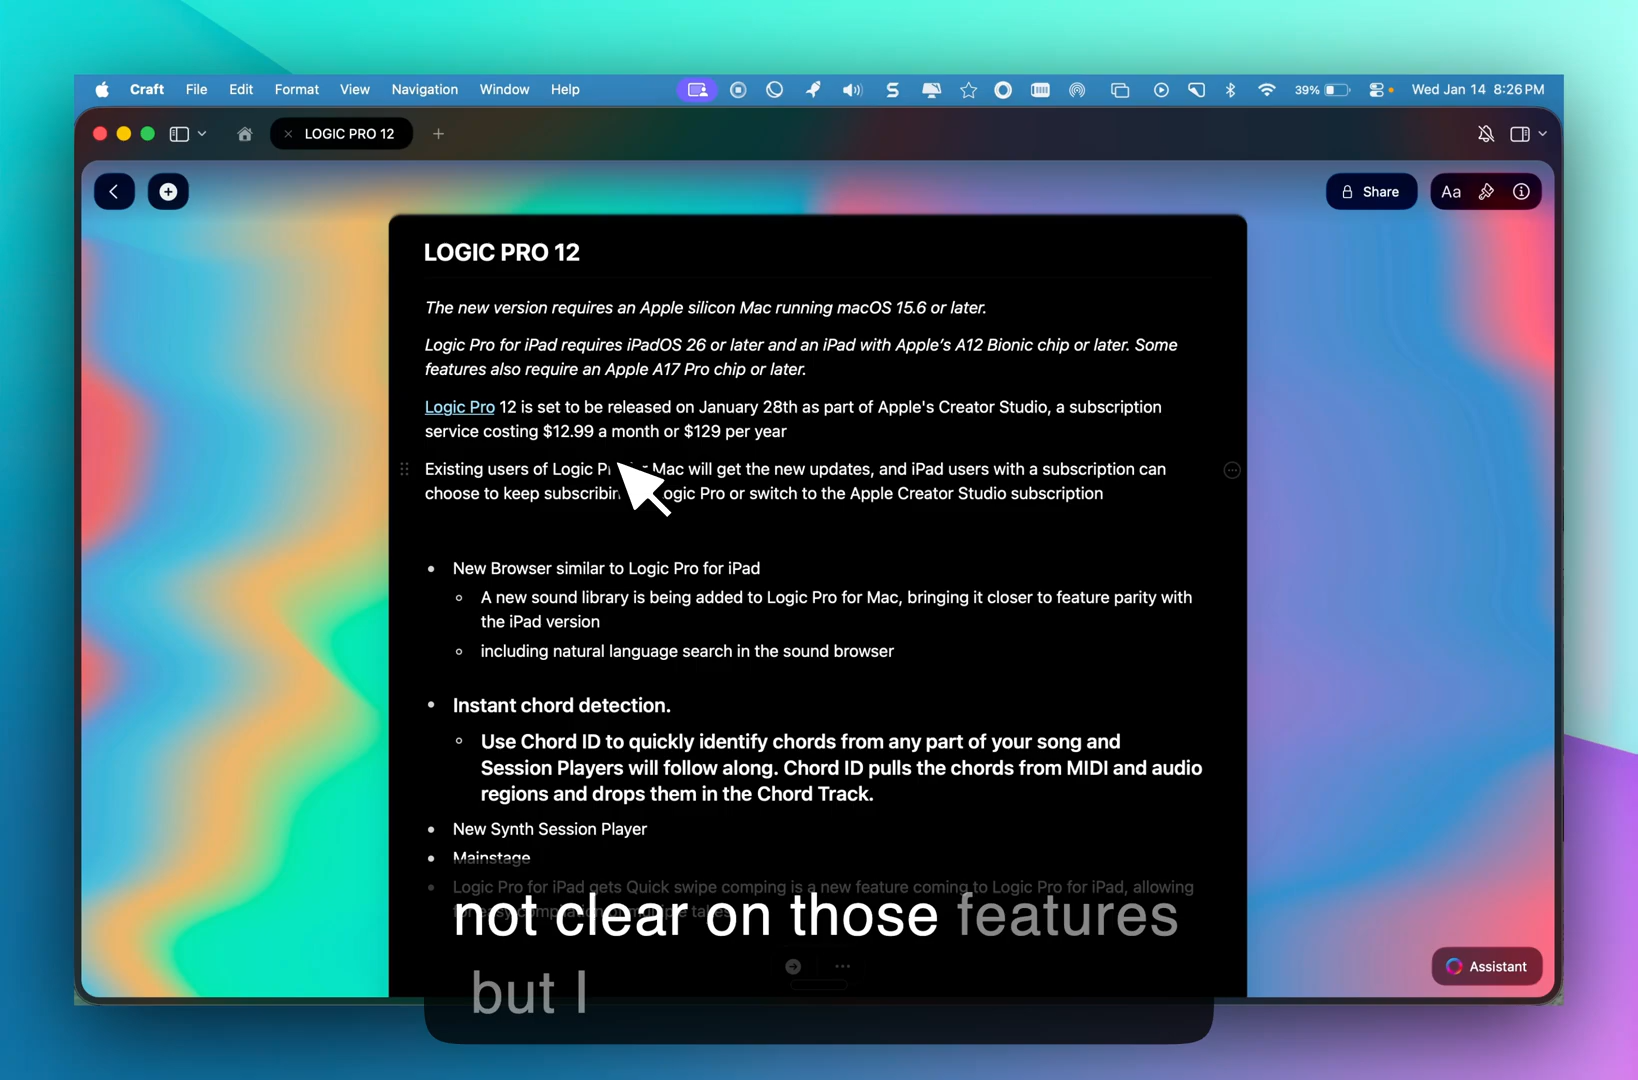 Craft File Edit Format View Navigation Window Help 39% Wed Jan 14 8:26 PM
LOGIC PRO 12
Share Aa
LOGIC PRO 12
The new version requires an Apple silicon Mac running macOS 15.6 or later.
Logic Pro for iPad requires iPadOS 26 or later and an iPad with Apple's A12 Bionic chip or later. Some
features also require an Apple A17 Pro chip or later.
Logic Pro 12 is set to be released on January 28th as part of Apple's Creator Studio, a subscription
service costing $12.99 a month or $129 per year
Existing users of Logic Mac will get the new updates, and iPad users with a subscription can
choose to keep Logic Pro or switch to the Apple Creator Studio subscription
New Browser similar to Logic Pro for iPad
A new sound library is being added to Logic Pro for Mac, bringing it closer to feature parity with
the iPad version
including natural language search in the sound browser
Instant chord detection.
Use Chord ID to quickly identify chords from any part of your song and
Session Players will follow along. Chord ID pulls the chords from MIDI and audio
regions and drops them in the Chord Track.
New Synth Session Player
Mainstage
Logic Pro for iPad gets Quick swipe comping is a new feature coming to Logic Pro for iPad, allowing
not clear on those features
but I
Assistant